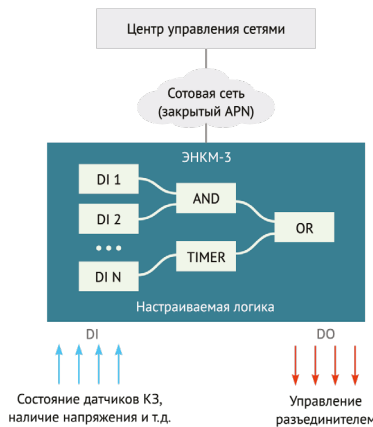 Центр управления сетями
Сотовая сеть
(закрытый APN)
ЭНКМ-3
DI 1
AND
DI 2
OR
TIMER
DI N
Настраиваемая логика
DI
DO
Состояние датчиков КЗ,
наличие напряжения и т.д.
Управление
разъединителем